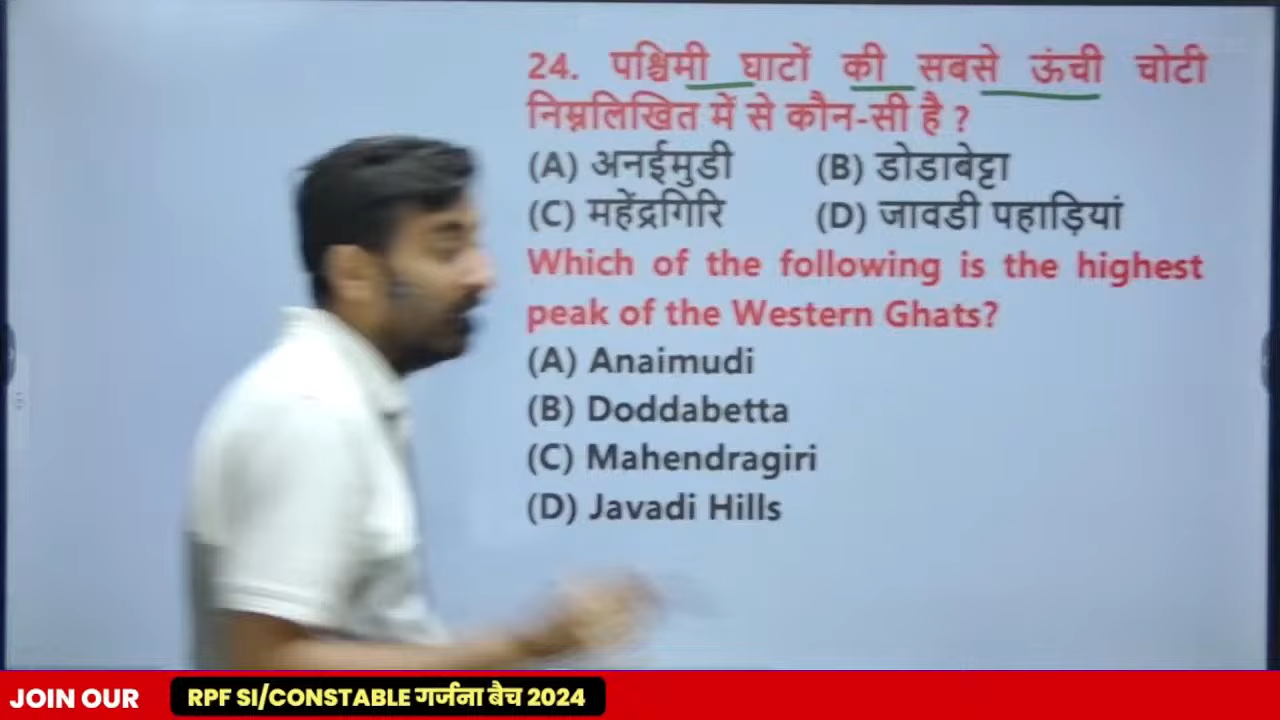 24. पश्चिमी घाटों की सबसे ऊंची चोटी
निम्नलिखित में से कौन-सी है ?
(A) अनईमुडी (B) डोडाबेट्टा
(C) महेंद्रगिरि (D) जावडी पहाड़ियां
Which of the following is the highest
peak of the Western Ghats?
(A) Anaimudi
(B) Doddabetta
(C) Mahendragiri
(D) Javadi Hills
JOIN OUR RPF SI/CONSTABLE गर्जना बैच 2024